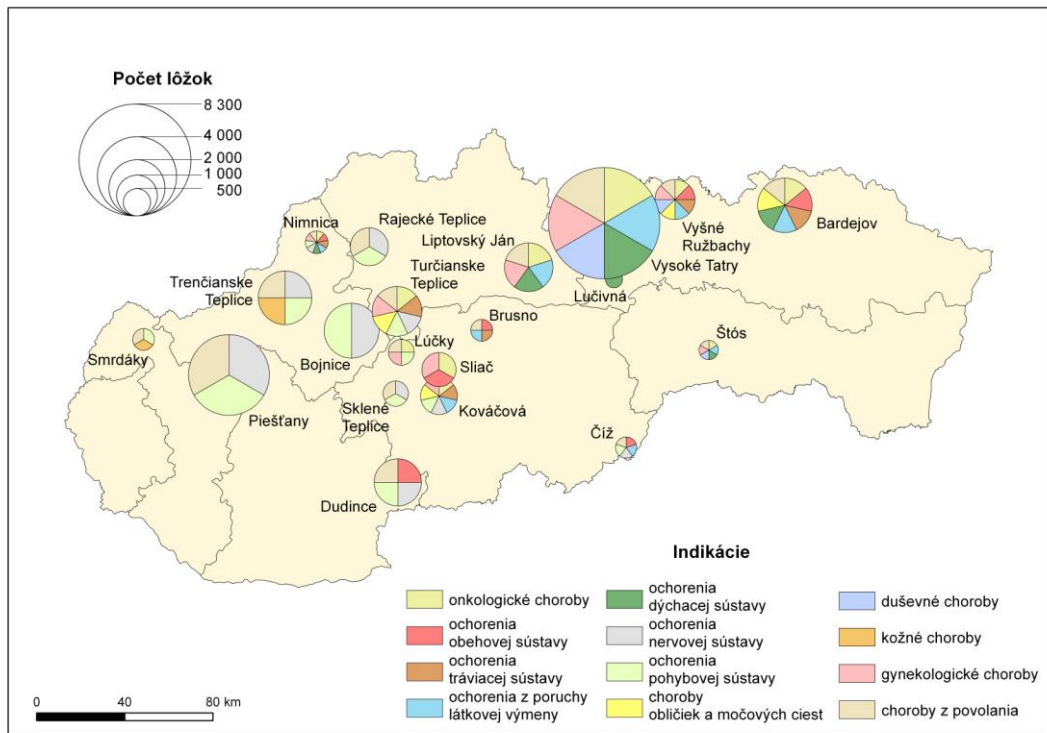 Počet lôžok
8 300
4 000
2 000
1 000
500
Nimnica
Rajecké Teplice
Liptovský Ján
Turčianske
Teplice
Trenčianske
Teplice
Vyšné
Ružbachy
Bardejov
Vysoké Tatry
Lučivná
Brusno
Štós
Smrdáky
Bojnice
Lúčky
Sliač
Piešťany
Sklené
Teplice
Kováčová
Číž
Dudince
Indikácie
onkologické choroby
ochorenia
obehovej sústavy
ochorenia
tráviacej sústavy
ochorenia z poruchy
látkovej výmeny
ochorenia
dýchacej sústavy
ochorenia
nervovej sústavy
ochorenia
pohybovej sústavy
choroby
obličiek a močových ciest
duševné choroby
kožné choroby
gynekologické choroby
choroby z povolania
0 40 80 km